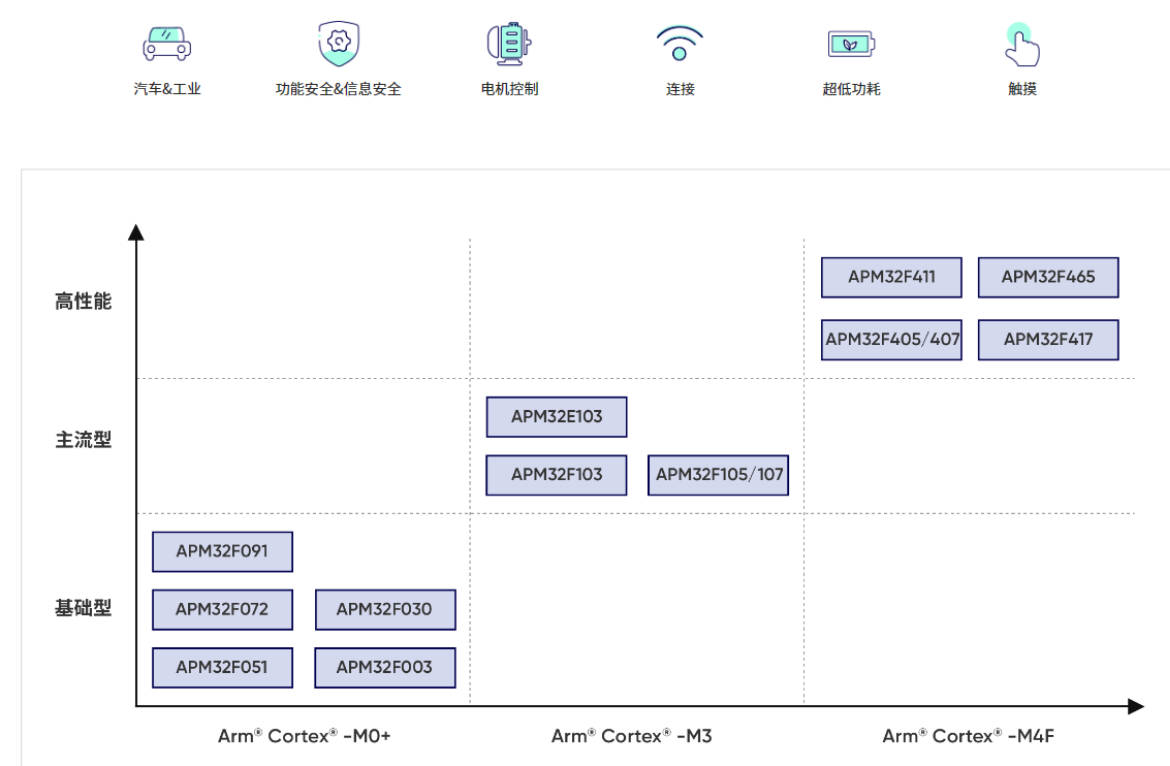 汽车&工业
功能安全&信息安全
电机控制
连接
超低功耗
触摸
高性能
APM32F411
APM32F465
APM32F405/407
APM32F417
主流型
APM32E103
APM32F103
APM32F105/107
基础型
APM32F091
APM32F072
APM32F030
APM32F051
APM32F003
Arm® Cortex® -M0+
Arm® Cortex® -M3
Arm® Cortex® -M4F